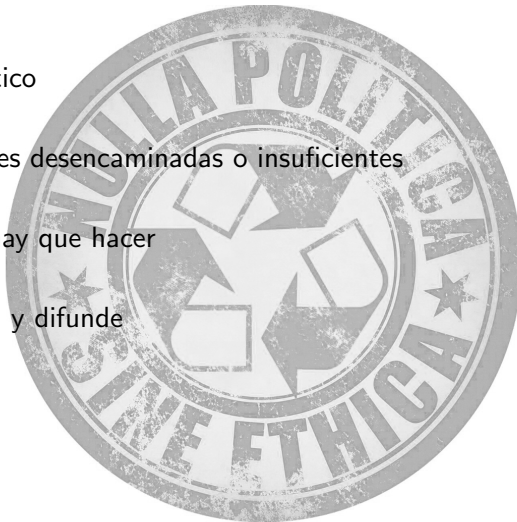 tico
es desencaminadas o insuficientes
ay que hacer
y difunde
NULLA POLITICA
SINE ETHICA